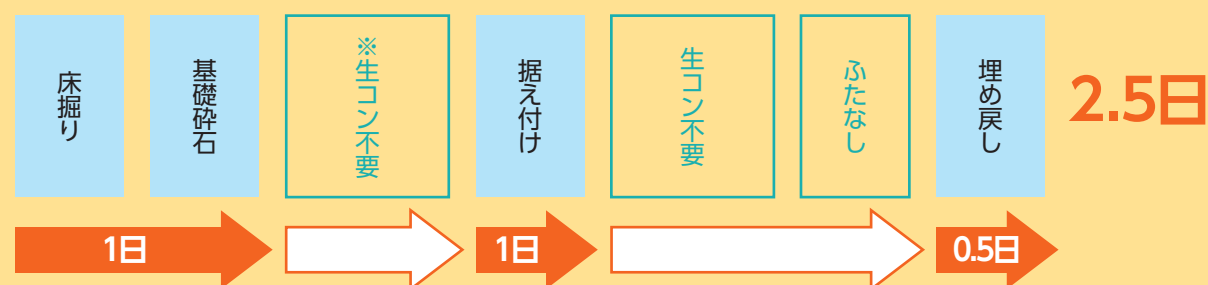 床掘り
基礎砕石
※生コン不要
据え付け
生コン不要
ふたなし
埋め戻し
2.5日
1日
1日
0.5日